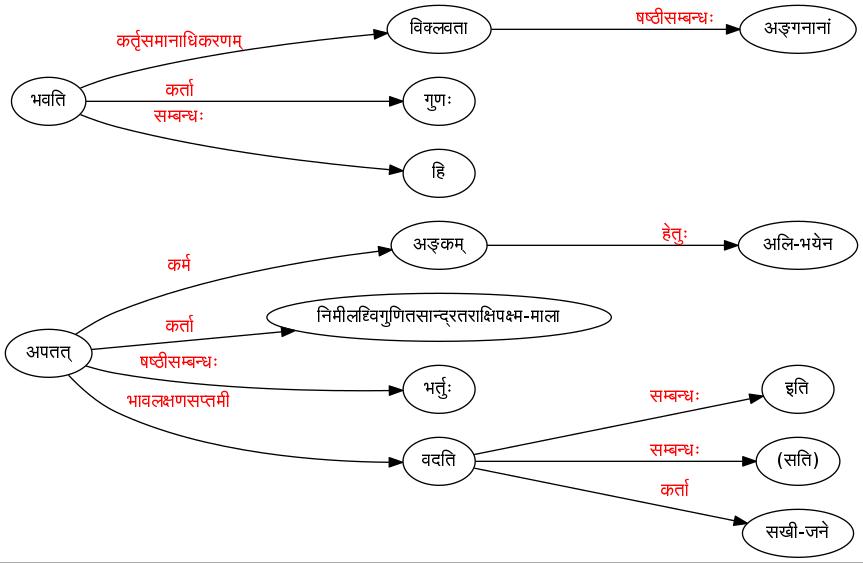 विक्लवता
षष्ठीसम्बन्धः
अङ्गनानां
कर्तृसमानाधिकरणम्
भवति
कर्ता
गुणः
सम्बन्धः
हि
अङ्कम्
हेतुः
अलि-भयेन
कर्म
निमीलद्द्विगुणितसान्द्रतराक्षिपक्ष्म-माला
कर्ता
अपतत्
षष्ठीसम्बन्धः
भर्तुः
भावलक्षणसप्तमी
वदति
सम्बन्धः
इति
सम्बन्धः
(सति)
कर्ता
सखी-जने